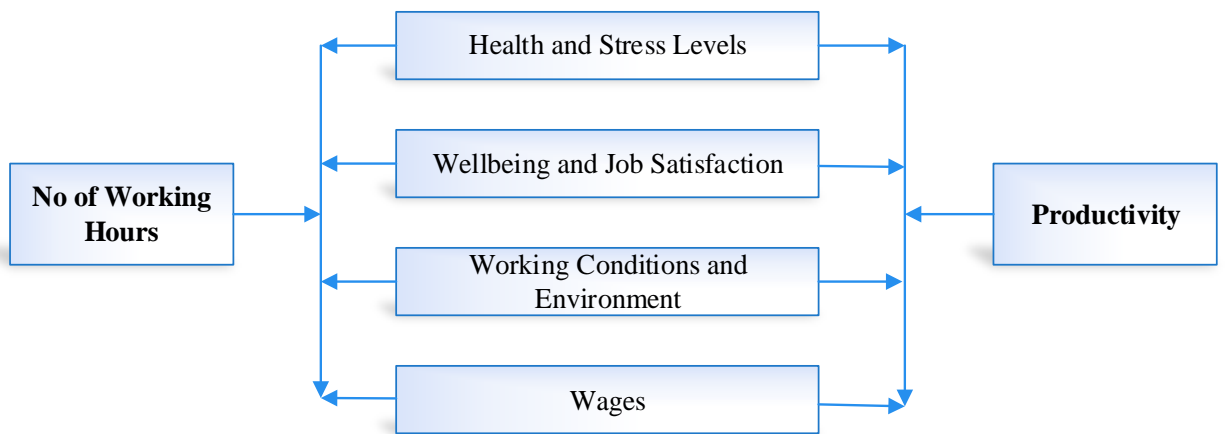 Health and Stress Levels
Wellbeing and Job Satisfaction
No of Working
Hours
Productivity
Working Conditions and
Environment
Wages